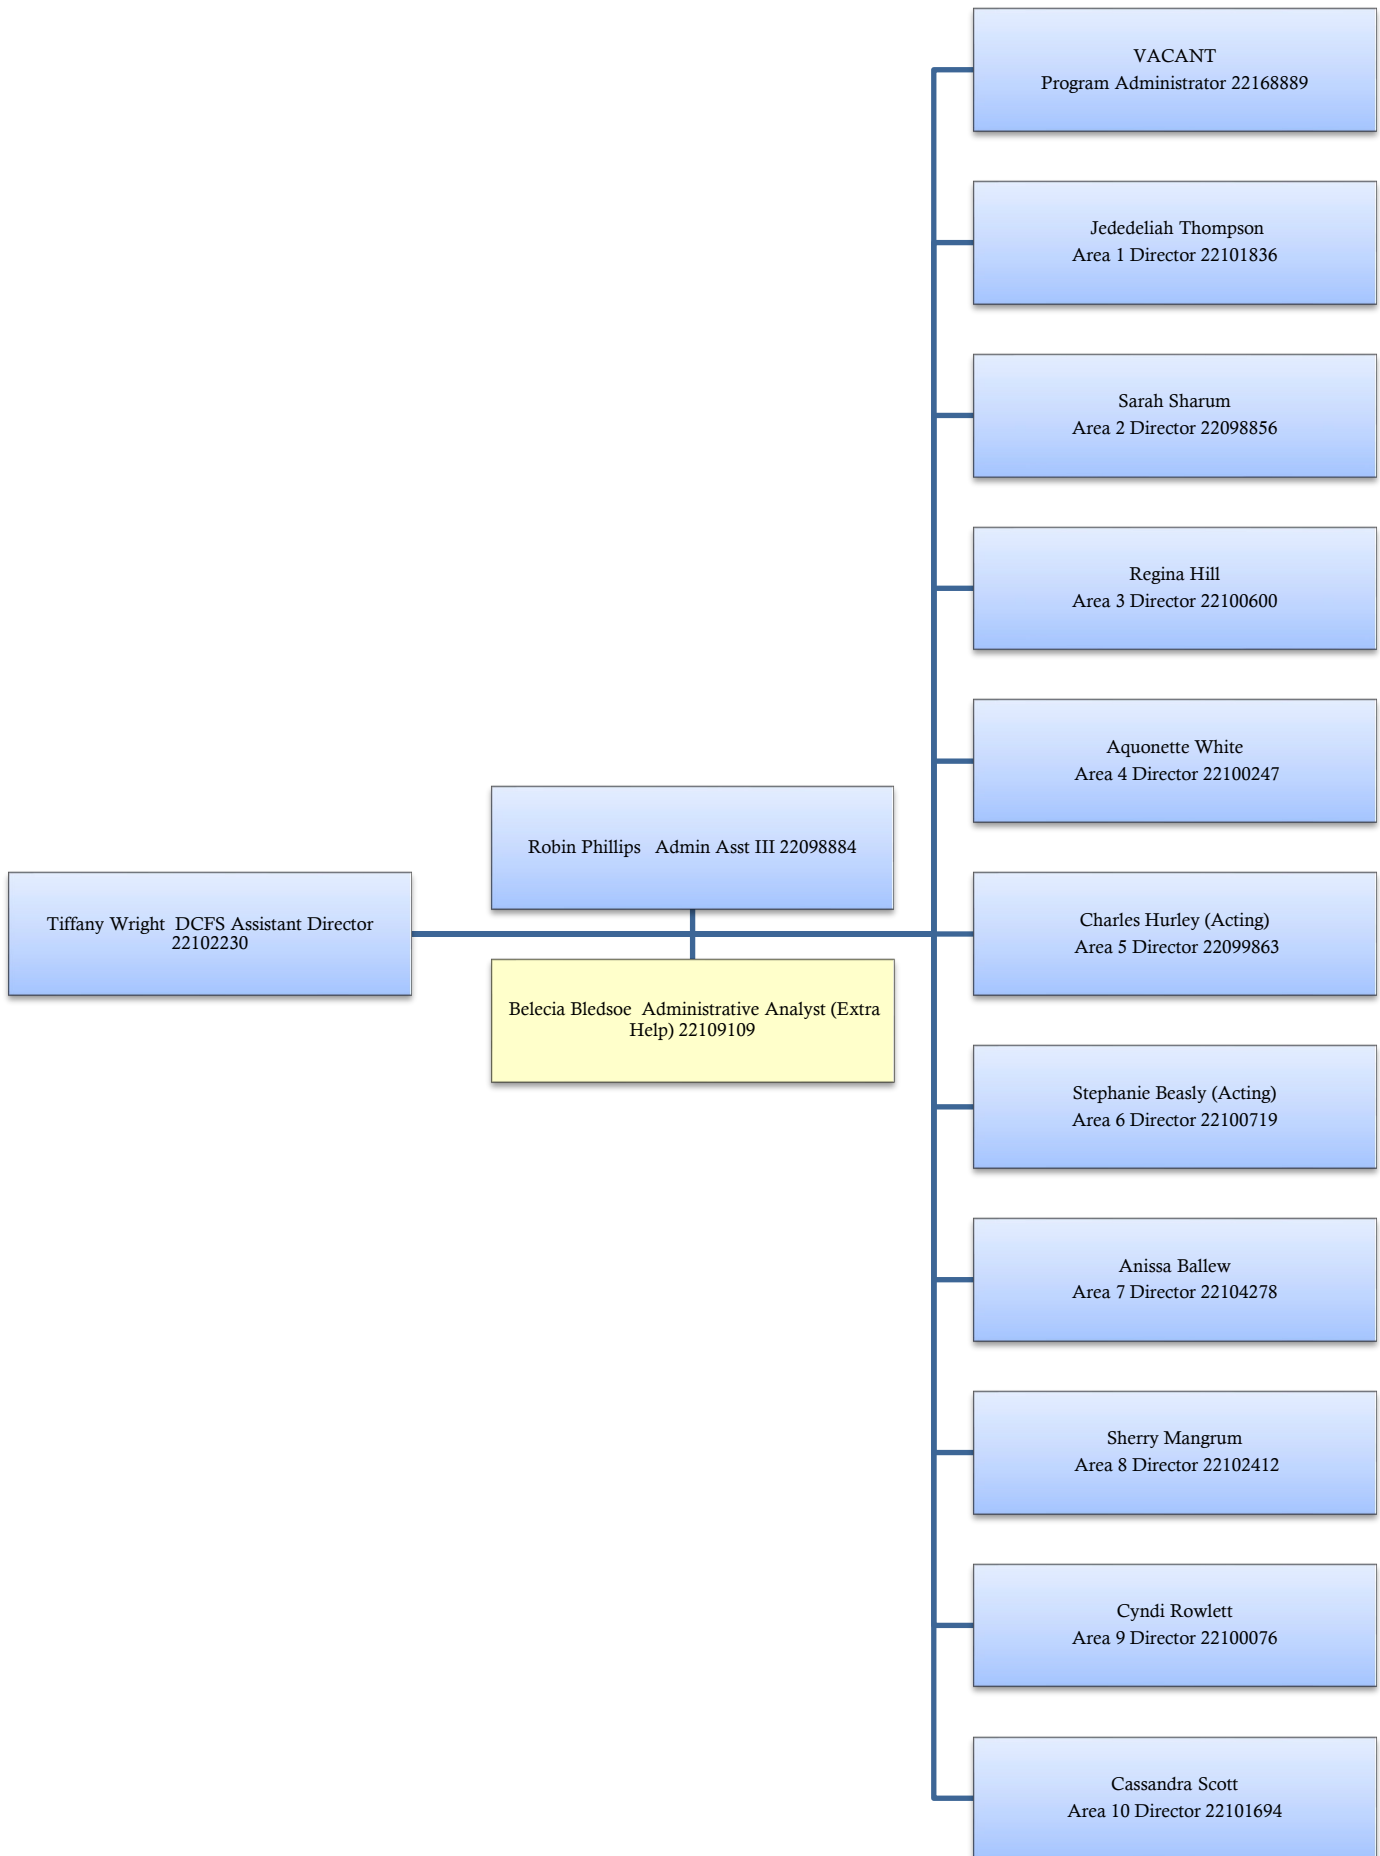 VACANT
Program Administrator 22168889
Jededeliah Thompson
Area 1 Director 22101836
Sarah Sharum
Area 2 Director 22098856
Regina Hill
Area 3 Director 22100600
Aquonette White
Area 4 Director 22100247
Robin Phillips   Admin Asst III 22098884
Tiffany Wright  DCFS Assistant Director
22102230
Charles Hurley (Acting)
Area 5 Director 22099863
Belecia Bledsoe  Administrative Analyst (Extra
Help) 22109109
Stephanie Beasly (Acting)
Area 6 Director 22100719
Anissa Ballew
Area 7 Director 22104278
Sherry Mangrum
Area 8 Director 22102412
Cyndi Rowlett
Area 9 Director 22100076
Cassandra Scott
Area 10 Director 22101694